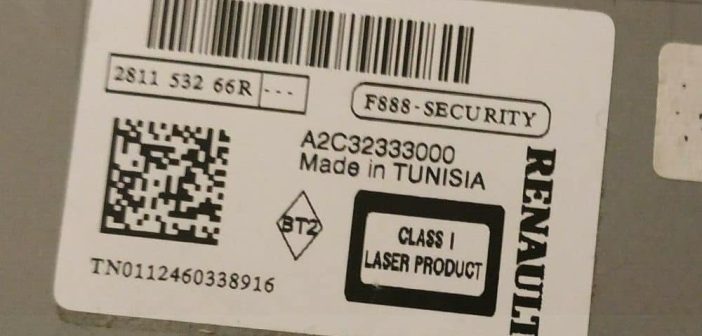 2811 532 66R ---
F888-SECURITY
A2C32333000
Made in TUNISIA
BT2
CLASS I
LASER PRODUCT
TN0112460338916
RENAULT